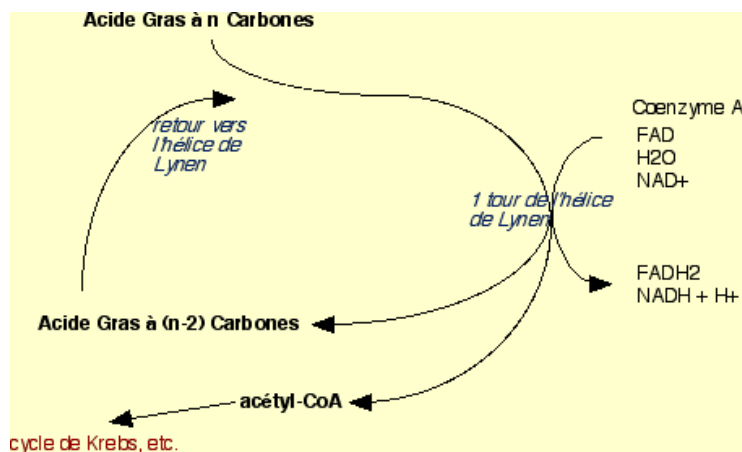 Acide Gras à n Carbones
Coenzyme A
FAD
H2O
NAD+
retour vers
l'hélice de
Lynen
1 tour de l'hélice
de Lynen
FADH2
NADH + H+
Acide Gras à (n-2) Carbones
acétyl-CoA
cycle de Krebs, etc.